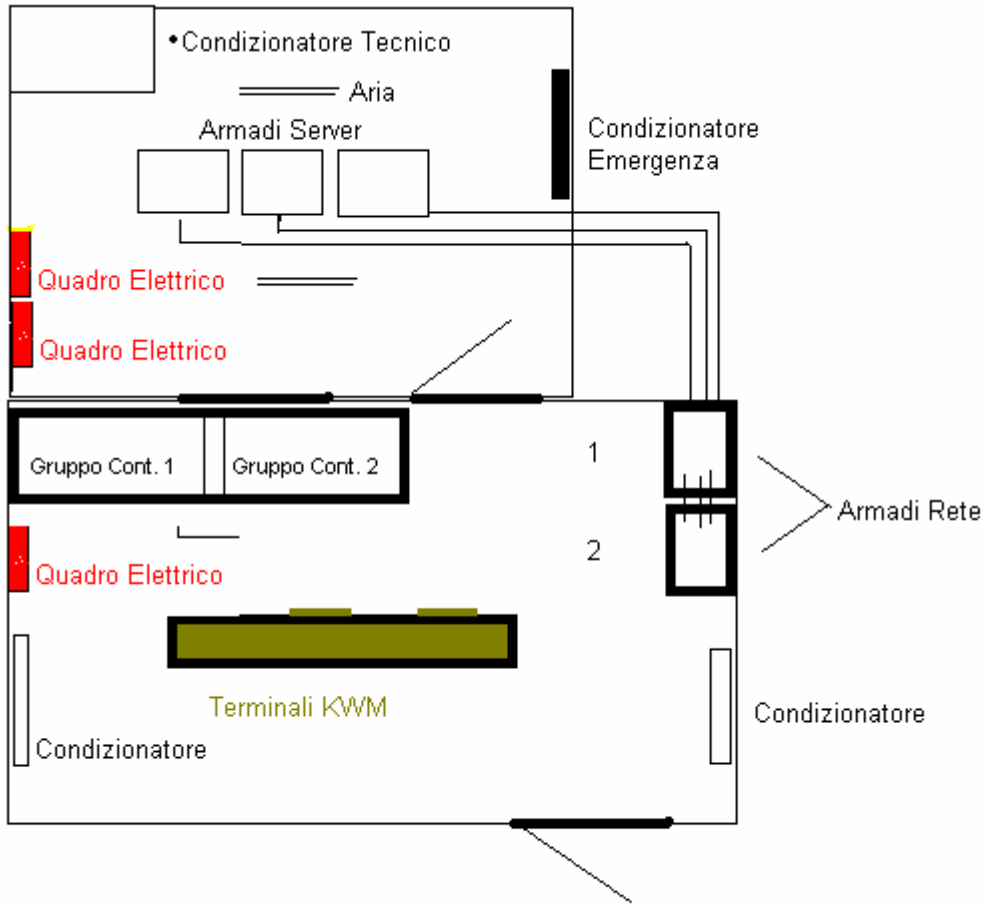 •Condizionatore Tecnico
Aria
Armadi Server
Condizionatore
Emergenza
Quadro Elettrico
Quadro Elettrico
Gruppo Cont. 1
Gruppo Cont. 2
1
Armadi Rete
2
Quadro Elettrico
Terminali KWM
Condizionatore
Condizionatore